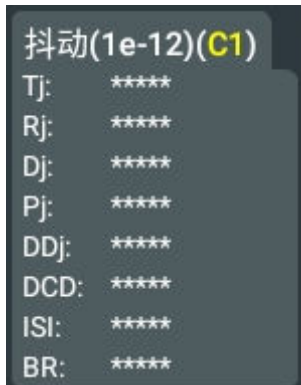 抖动(1e-12)(C1)
Tj: *****
Rj: *****
Dj: *****
Pj: *****
DDj: *****
DCD: *****
ISI: *****
BR: *****